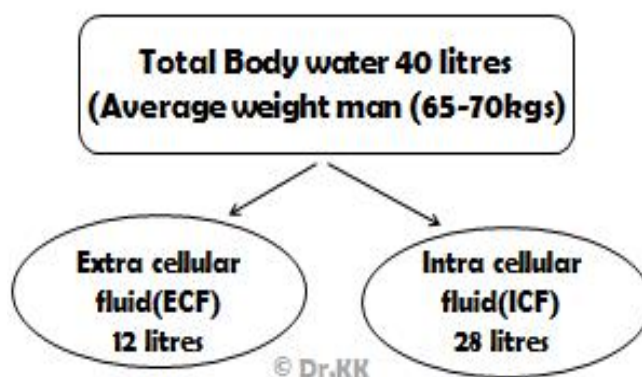 Total Body water 40 litres
(Average weight man (65-70kgs)
Extra cellular
fluid(ECF)
12 litres
Intra cellular
fluid(ICF)
28 litres
© Dr.KK